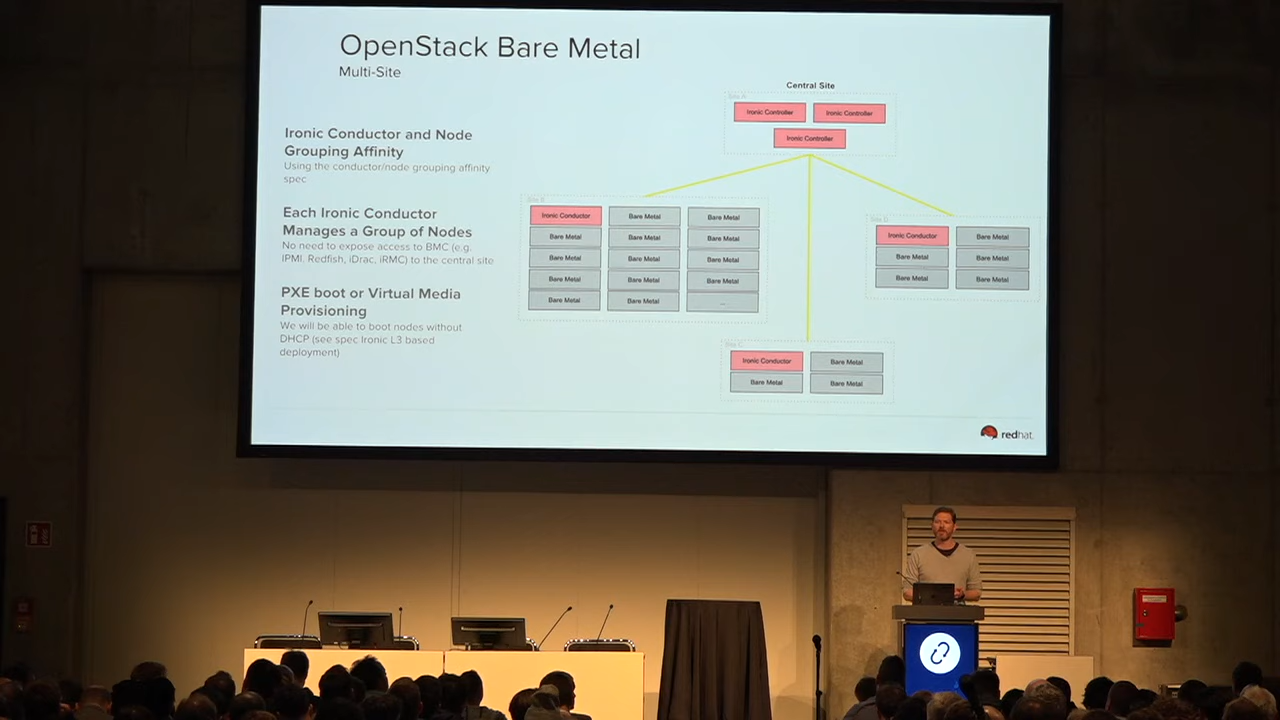 OpenStack Bare Metal
Multi-Site
Ironic Conductor and Node
Grouping Affinity
Using the conductor/node grouping affinity
spec
Each Ironic Conductor
Manages a Group of Nodes
No need to expose access to BMC (e.g.
IPMI, Redfish, iDrac, iRMC) to the central site
PXE boot or Virtual Media
Provisioning
We will be able to boot nodes without
DHCP (see spec Ironic L3 based
deployment)
Central Site
Site A
Ironic Controller
Ironic Controller
Ironic Controller
Site B
Ironic Conductor
Bare Metal
Bare Metal
Bare Metal
Bare Metal
Bare Metal
Bare Metal
Bare Metal
Bare Metal
Bare Metal
Bare Metal
Bare Metal
Bare Metal
Bare Metal
...
Site D
Ironic Conductor
Bare Metal
Bare Metal
Bare Metal
Bare Metal
Bare Metal
Site C
Ironic Conductor
Bare Metal
Bare Metal
Bare Metal
redhat.